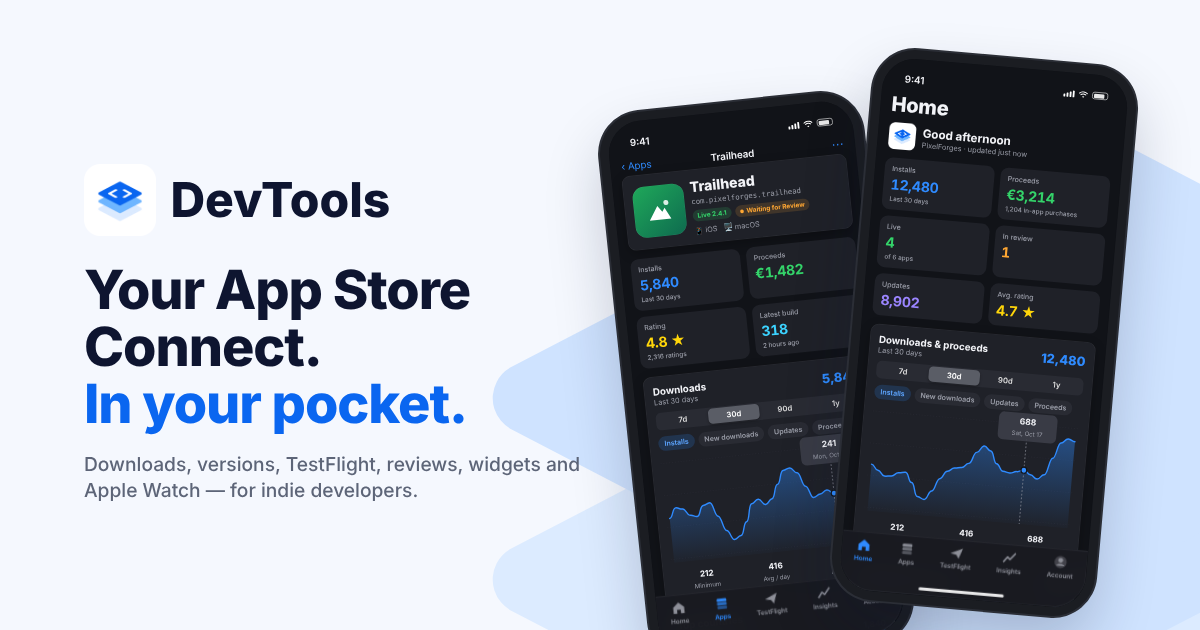 DevTools
Your App Store
Connect.
In your pocket.
Downloads, versions, TestFlight, reviews, widgets and
Apple Watch — for indie developers.
9:41
‹ Apps
Trailhead
Trailhead
com.pixelforges.trailhead
Live 2.4.1
Waiting for Review
iOS
macOS
Installs
5,840
Last 30 days
Proceeds
€1,482
Rating
4.8 ★
2,316 ratings
Latest build
318
2 hours ago
Downloads
Last 30 days
7d
30d
90d
1y
Installs
New downloads
Updates
241
212
Minimum
416
Avg / day
Home
Apps
TestFlight
Insights
9:41
Home
Good afternoon
PixelForges · updated just now
Installs
12,480
Last 30 days
Proceeds
€3,214
1,204 in-app purchases
Live
4
of 6 apps
In review
1
Updates
8,902
Avg. rating
4.7 ★
Downloads & proceeds
Last 30 days
12,480
7d
30d
90d
1y
Installs
New downloads
Updates
Proceeds
688
Sat, Oct 17
212
416
688
Home
Apps
TestFlight
Insights
Account